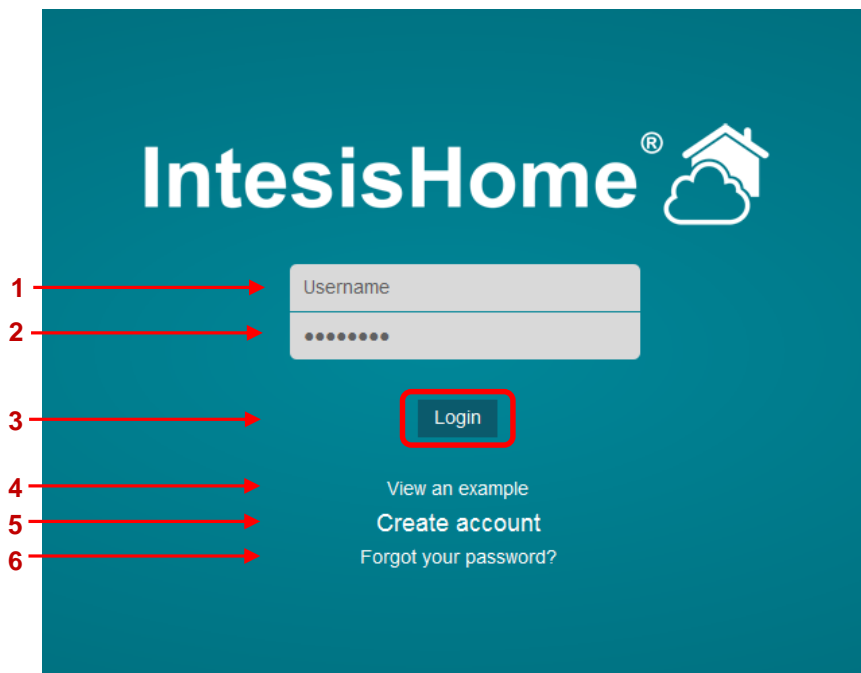 IntesisHome®
1 Username
2 ●●●●●●●●
3 Login
4 View an example
5 Create account
6 Forgot your password?